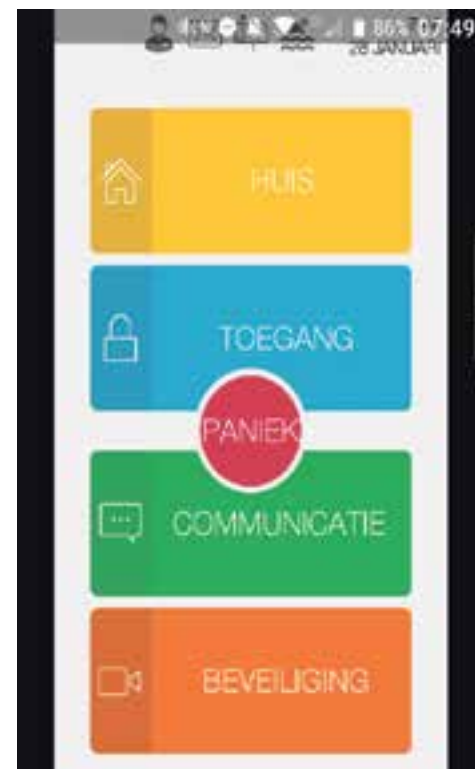 86% 07:49
28 JANUARI
HUIS
TOEGANG
PANIEK
COMMUNICATIE
BEVEILIGING